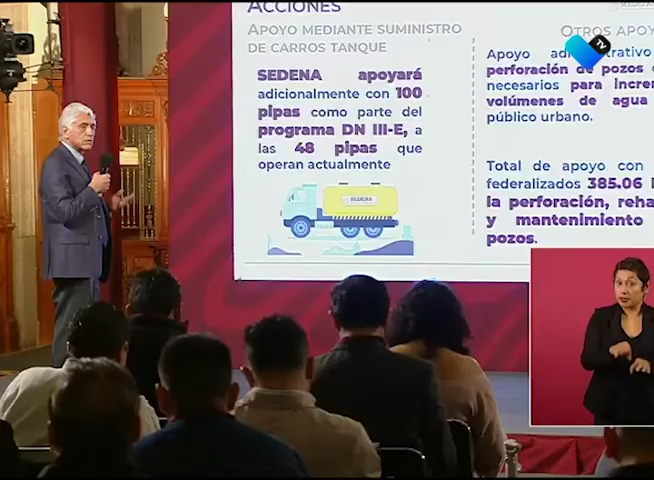 ACCIONES
APOYO MEDIANTE SUMINISTRO
DE CARROS TANQUE
SEDENA apoyará
adicionalmente con 100
pipas como parte del
programa DN III-E, a
las 48 pipas que
operan actualmente
SEDENA
OTROS APOY
Apoyo
perforación de pozos
necesarios para incre
volúmenes de agua
público urbano.
Total de apoyo con
federalizados 385.06
la perforación, reha
y mantenimiento
pozos.
TV